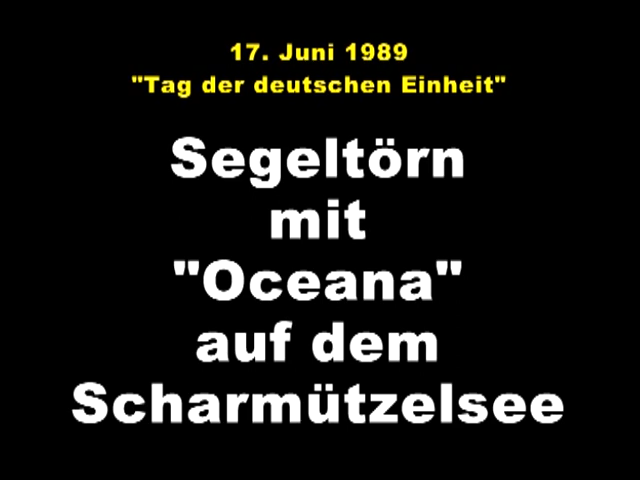 17. Juni 1989
"Tag der deutschen Einheit"
Segeltörn
mit
"Oceana"
auf dem
Scharmützelsee